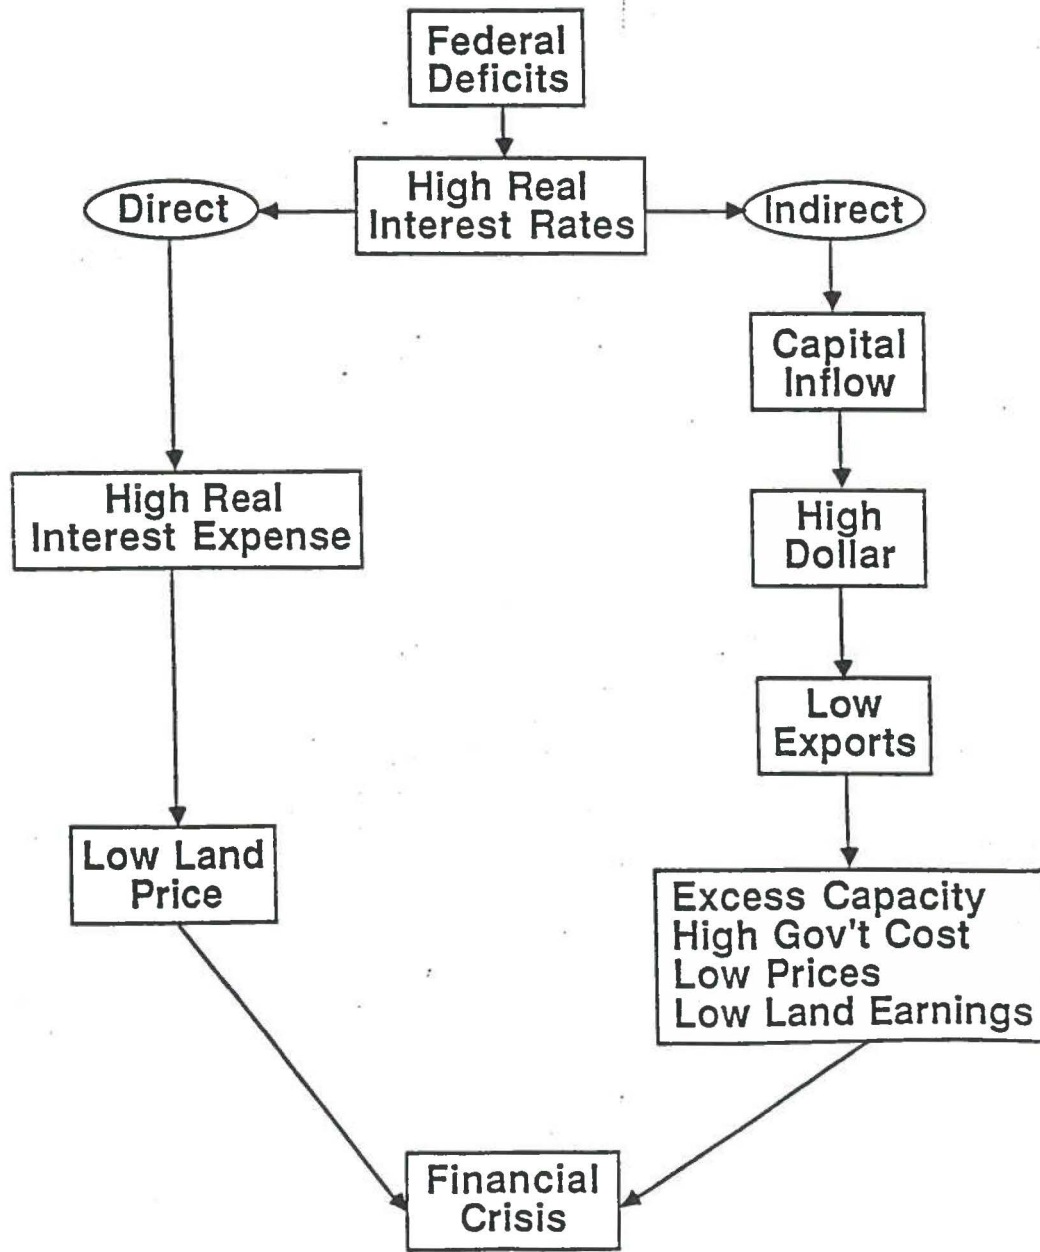 Federal
Deficits
High Real
Interest Rates
Direct
Indirect
Capital
Inflow
High Real
Interest Expense
High
Dollar
Low
Exports
Low Land
Price
Excess Capacity
High Gov't Cost
Low Prices
Low Land Earnings
Financial
Crisis